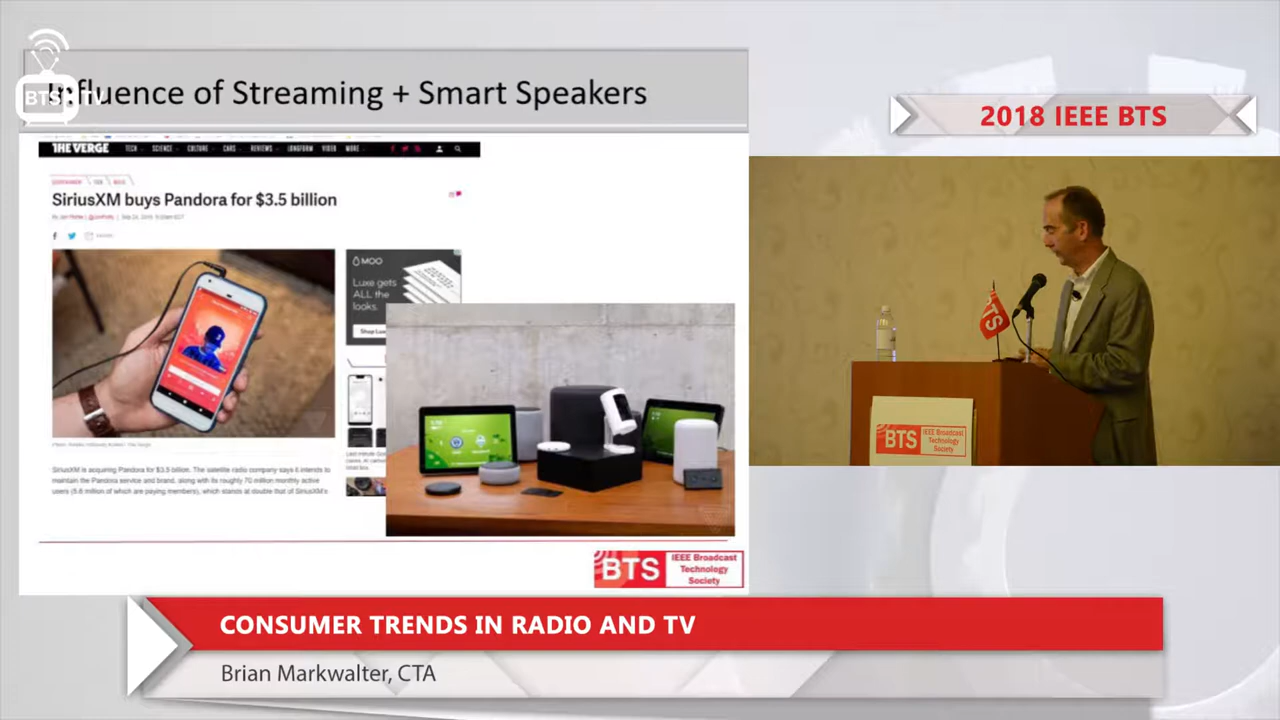 BTS TV
Influence of Streaming + Smart Speakers
2018 IEEE BTS
THE VERGE TECH SCIENCE CULTURE CARS REVIEWS LONGFORM VIDEO MORE
SiriusXM buys Pandora for $3.5 billion
MOO
Luxe gets
ALL the
looks.
SiriusXM is acquiring Pandora for $3.5 billion. The satellite radio company says it intends to
maintain the Pandora service and brand, along with its roughly 70 million monthly active
users (5.6 million of which are paying members), which stands at double that of SiriusXM's
BTS
BTS
IEEE Broadcast
Technology
Society
BTS
IEEE Broadcast
Technology
Society
CONSUMER TRENDS IN RADIO AND TV
Brian Markwalter, CTA